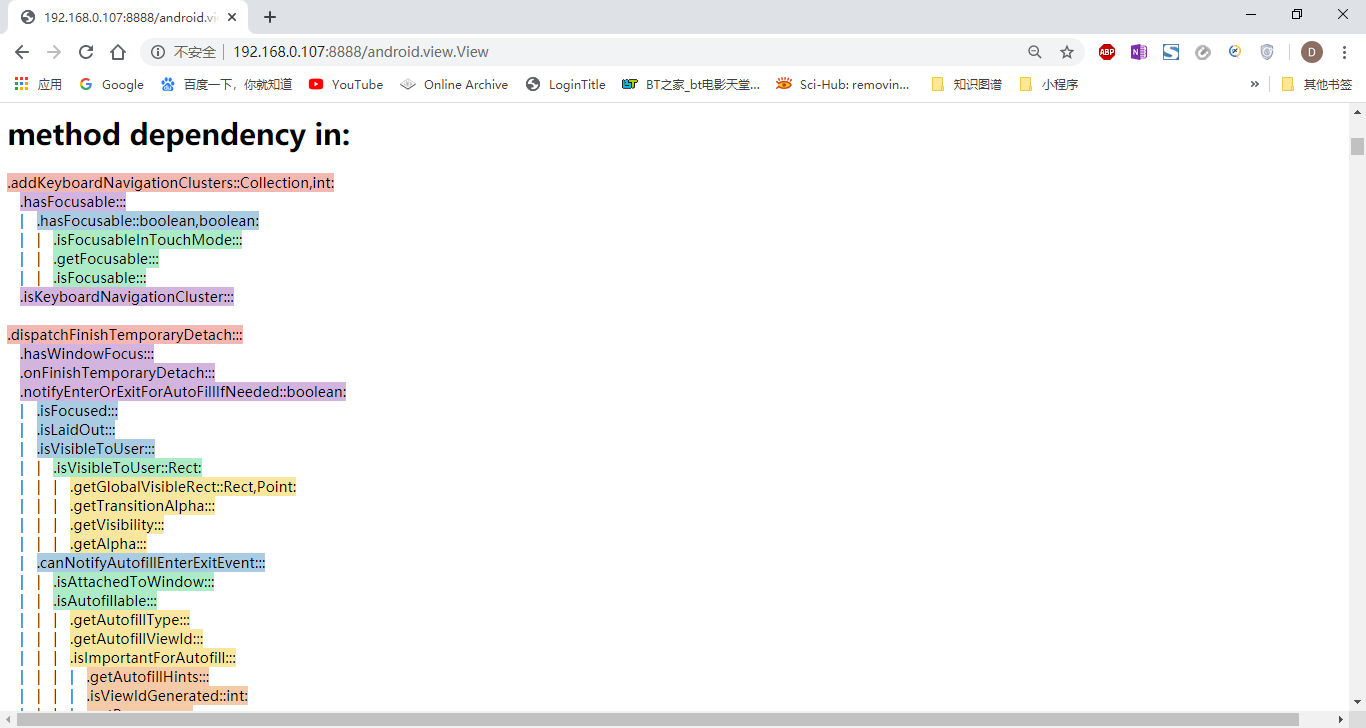 192.168.0.107:8888/android.vi
不安全 192.168.0.107:8888/android.view.View
ABP N S D
应用 Google 百度一下，你就知道 YouTube Online Archive LoginTitle BT之家_bt电影天堂... Sci-Hub: removin... 知识图谱 小程序 » 其他书签
method dependency in:
.addKeyboardNavigationClusters::Collection,int:
.hasFocusable:::
| .hasFocusable::boolean,boolean:
| | .isFocusableInTouchMode:::
| | .getFocusable:::
| | .isFocusable:::
.isKeyboardNavigationCluster:::
.dispatchFinishTemporaryDetach:::
.hasWindowFocus:::
.onFinishTemporaryDetach:::
.notifyEnterOrExitForAutoFillIfNeeded::boolean:
| .isFocused:::
| .isLaidOut:::
| .isVisibleToUser:::
| | .isVisibleToUser::Rect:
| | | .getGlobalVisibleRect::Rect,Point:
| | | .getTransitionAlpha:::
| | | .getVisibility:::
| | | .getAlpha:::
| .canNotifyAutofillEnterExitEvent:::
| | .isAttachedToWindow:::
| | .isAutofillable:::
| | | .getAutofillType:::
| | | .getAutofillViewId:::
| | | .isImportantForAutofill:::
| | | | .getAutofillHints:::
| | | | .isViewIdGenerated::int: